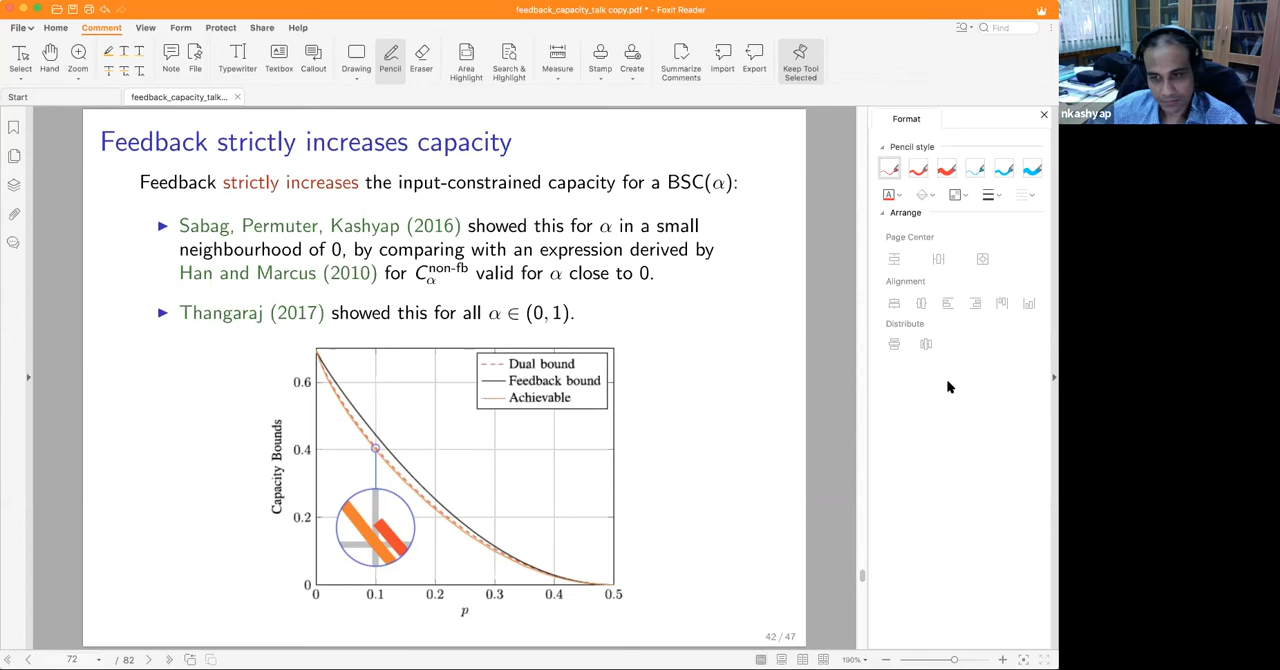 feedback_capacity_talk copy.pdf * - Foxit Reader
File Home Comment View Form Protect Share Help
Find
Select Hand Zoom Note File Typewriter Textbox Callout Drawing Pencil Eraser Area Highlight Search & Highlight Measure Stamp Create Summarize Comments Import Export Keep Tool Selected
Start feedback_capacity_talk...
nkashyap
Feedback strictly increases capacity
Feedback strictly increases the input-constrained capacity for a BSC(α):
▶ Sabag, Permuter, Kashyap (2016) showed this for α in a small
neighbourhood of 0, by comparing with an expression derived by
Han and Marcus (2010) for C_α^non-fb valid for α close to 0.
▶ Thangaraj (2017) showed this for all α ∈ (0, 1).
Dual bound
Feedback bound
Achievable
Capacity Bounds
0.6
0.4
0.2
0
0 0.1 0.2 0.3 0.4 0.5
p
42 / 47
Format
Pencil style
Arrange
Page Center
Alignment
Distribute
72 / 82
190%